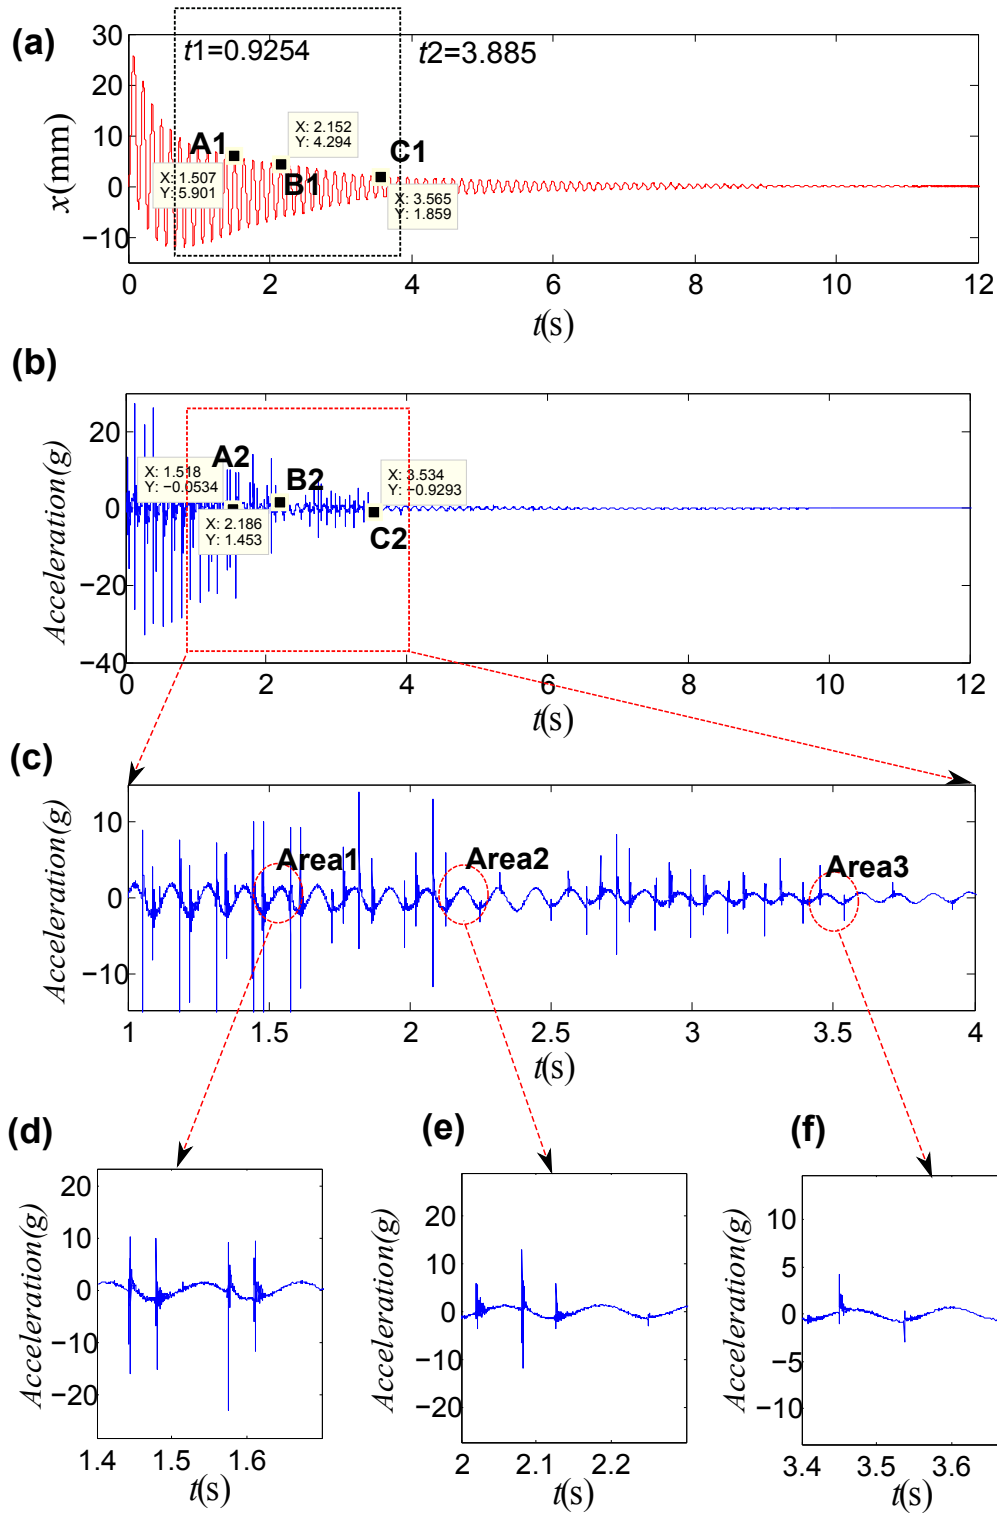 (a)
30
20
10
0
−10
x(mm)
t1=0.9254
t2=3.885
A1
X: 1.507
Y: 5.901
X: 2.152
Y: 4.294
B1
C1
X: 3.565
Y: 1.859
0 2 4 6 8 10 12
t(s)
(b)
20
0
−20
−40
Acceleration(g)
A2
X: 1.518
Y: −0.0534
X: 2.186
Y: 1.453
B2
X: 3.534
Y: −0.9293
C2
0 2 4 6 8 10 12
t(s)
(c)
10
0
−10
Acceleration(g)
Area1
Area2
Area3
1 1.5 2 2.5 3 3.5 4
t(s)
(d)
20
10
0
−10
−20
Acceleration(g)
1.4 1.5 1.6
t(s)
(e)
20
10
0
−10
−20
Acceleration(g)
2 2.1 2.2
t(s)
(f)
10
5
0
−5
−10
Acceleration(g)
3.4 3.5 3.6
t(s)